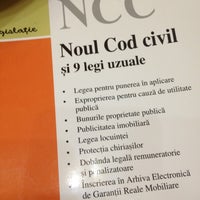 NCC
gislație
Noul Cod civil
și 9 legi uzuale
• Legea pentru punerea în aplicare
• Exproprierea pentru cauză de utilitate
publică
• Bunurile proprietate publică
• Publicitatea imobiliară
• Legea locuinței
• Protecția chiriașilor
• Dobânda legală remuneratorie
și penalizatoare
• Înscrierea în Arhiva Electronică
de Garanții Reale Mobiliare